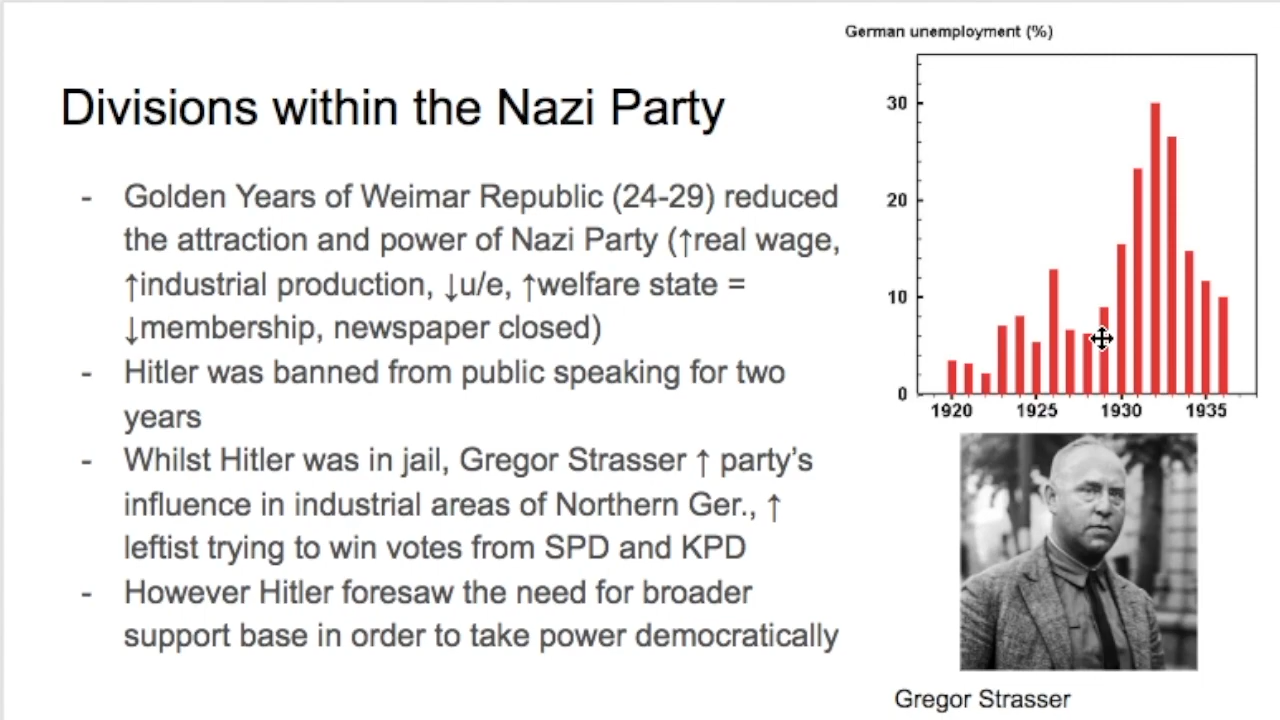 German unemployment (%)
Divisions within the Nazi Party
- Golden Years of Weimar Republic (24-29) reduced
the attraction and power of Nazi Party (↑real wage,
↑industrial production, ↓u/e, ↑welfare state =
↓membership, newspaper closed)
- Hitler was banned from public speaking for two
years
- Whilst Hitler was in jail, Gregor Strasser ↑ party’s
influence in industrial areas of Northern Ger., ↑
leftist trying to win votes from SPD and KPD
- However Hitler foresaw the need for broader
support base in order to take power democratically
30
20
10
0
1920 1925 1930 1935
Gregor Strasser